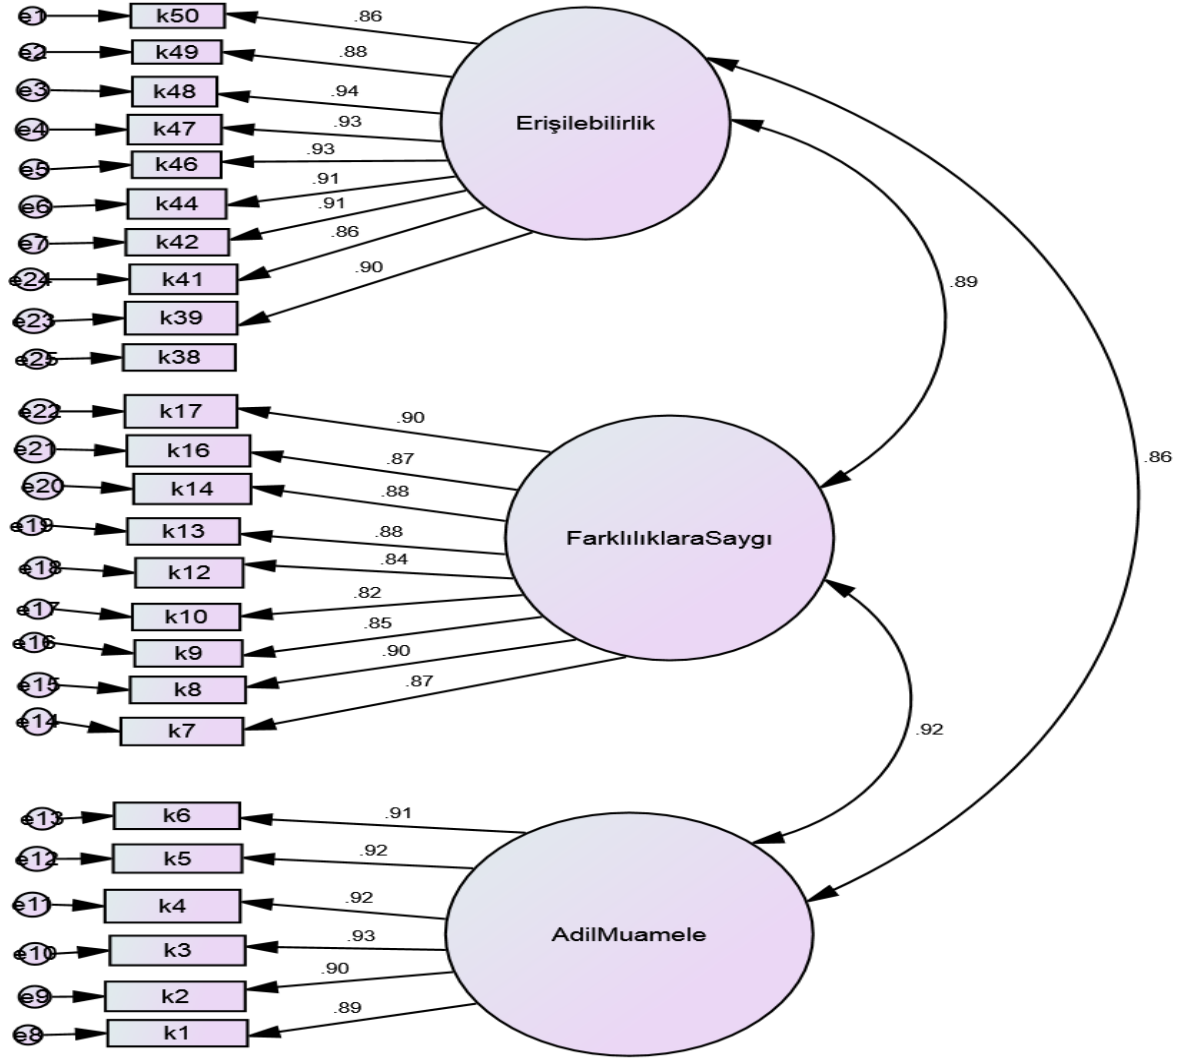 e1 k50 .86
e2 k49 .88
e3 k48 .94
e4 k47 .93
e5 k46 .93
e6 k44 .91
e7 k42 .91
e24 k41 .86
e23 k39 .90
e25 k38
Erişilebilirlik
.89
.86
e22 k17 .90
e21 k16 .87
e20 k14 .88
e19 k13 .88
e18 k12 .84
e17 k10 .82
e16 k9 .85
e15 k8 .90
e14 k7 .87
FarklılıklaraSaygı
.92
e13 k6 .91
e12 k5 .92
e11 k4 .92
e10 k3 .93
e9 k2 .90
e8 k1 .89
AdilMuamele